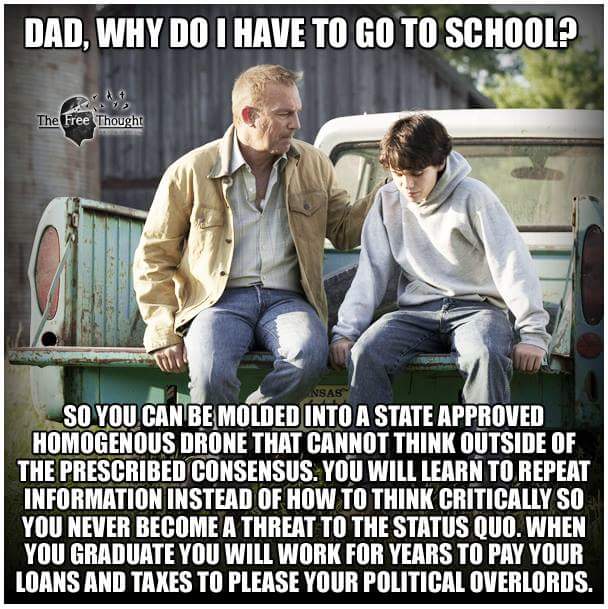 DAD, WHY DO I HAVE TO GO TO SCHOOL?
The Free Thought
NSAS
SO YOU CAN BE MOLDED INTO A STATE APPROVED
HOMOGENOUS DRONE THAT CANNOT THINK OUTSIDE OF
THE PRESCRIBED CONSENSUS. YOU WILL LEARN TO REPEAT
INFORMATION INSTEAD OF HOW TO THINK CRITICALLY SO
YOU NEVER BECOME A THREAT TO THE STATUS QUO. WHEN
YOU GRADUATE YOU WILL WORK FOR YEARS TO PAY YOUR
LOANS AND TAXES TO PLEASE YOUR POLITICAL OVERLORDS.